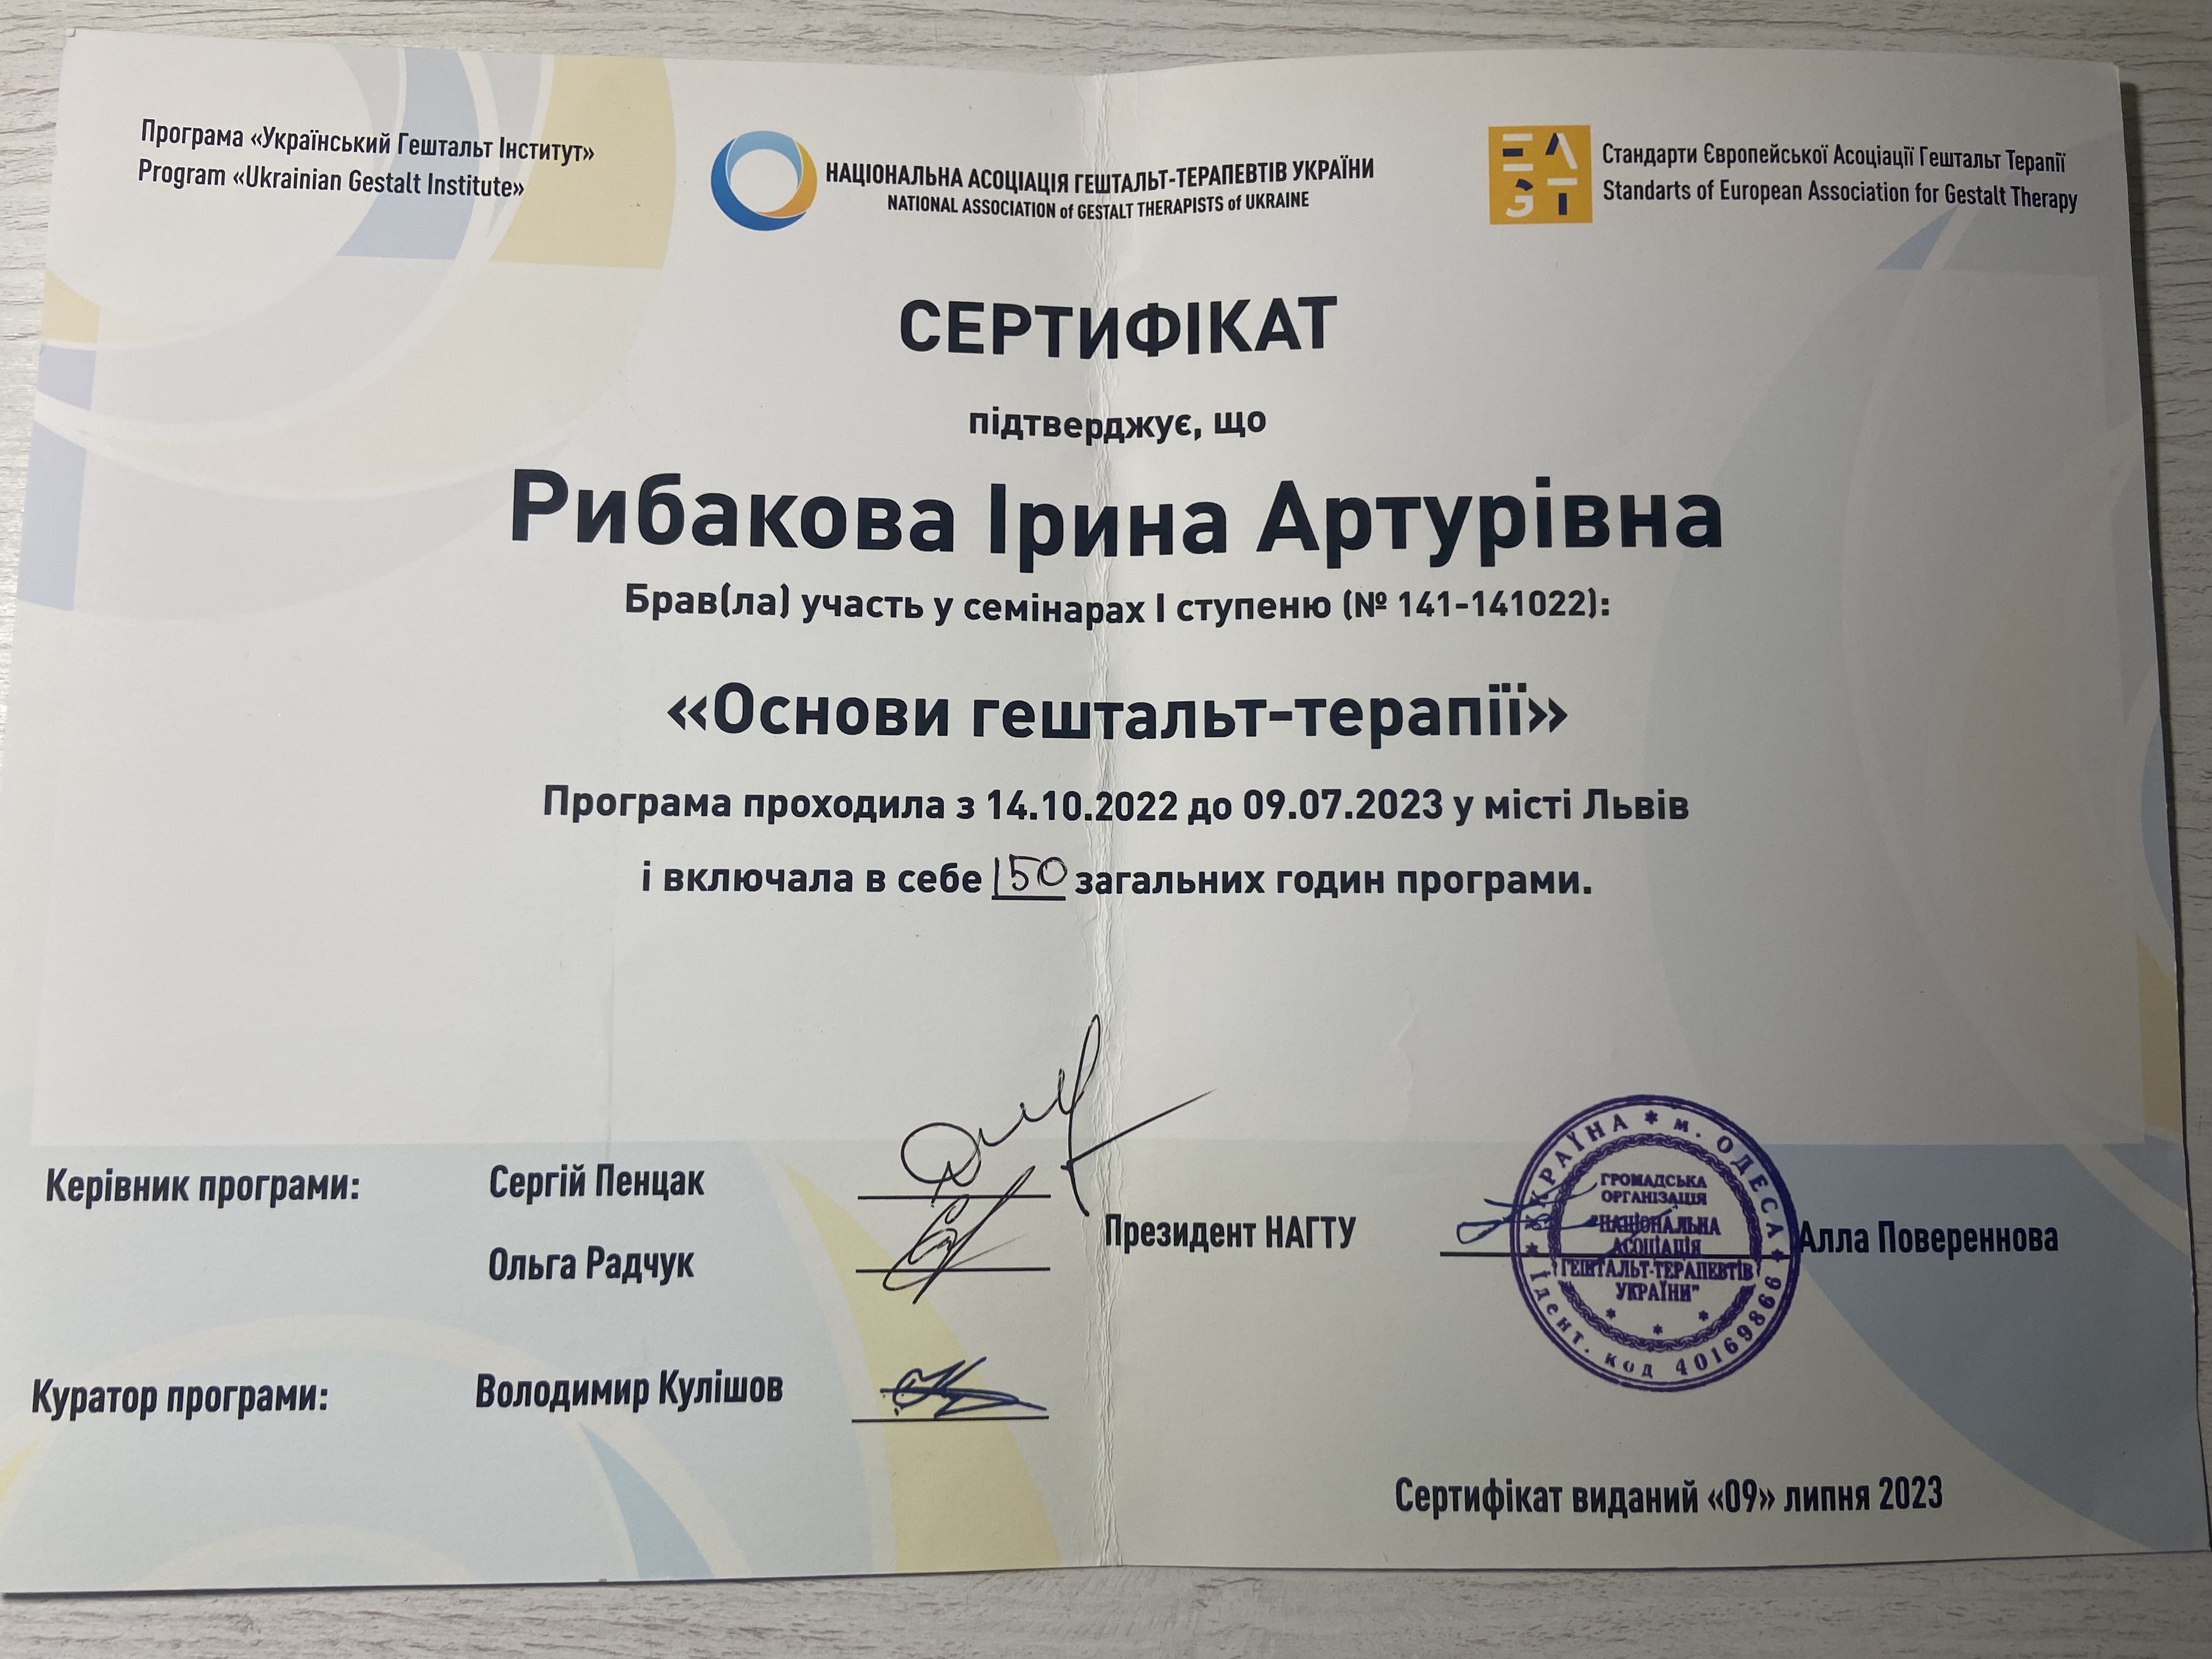 Програма «Український Гештальт Інститут»
Program «Ukrainian Gestalt Institute»
НАЦІОНАЛЬНА АСОЦІАЦІЯ ГЕШТАЛЬТ-ТЕРАПЕВТІВ УКРАЇНИ
NATIONAL ASSOCIATION of GESTALT THERAPISTS of UKRAINE
EAGT
Стандарти Європейської Асоціації Гештальт Терапії
Standarts of European Association for Gestalt Therapy
СЕРТИФІКАТ
підтверджує, що
Рибакова Ірина Артурівна
Брав(ла) участь у семінарах І ступеню (№ 141-141022):
«Основи гештальт-терапії»
Програма проходила з 14.10.2022 до 09.07.2023 у місті Львів
і включала в себе 150 загальних годин програми.
Керівник програми: Сергій Пенцак
Ольга Радчук
Президент НАГТУ Алла Повереннова
УКРАЇНА * м. ОДЕСА * Ідент. код 40169866 *
ГРОМАДСЬКА
ОРГАНІЗАЦІЯ
"НАЦІОНАЛЬНА
АСОЦІАЦІЯ
ГЕШТАЛЬТ-ТЕРАПЕВТІВ
УКРАЇНИ"
Куратор програми: Володимир Кулішов
Сертифікат виданий «09» липня 2023